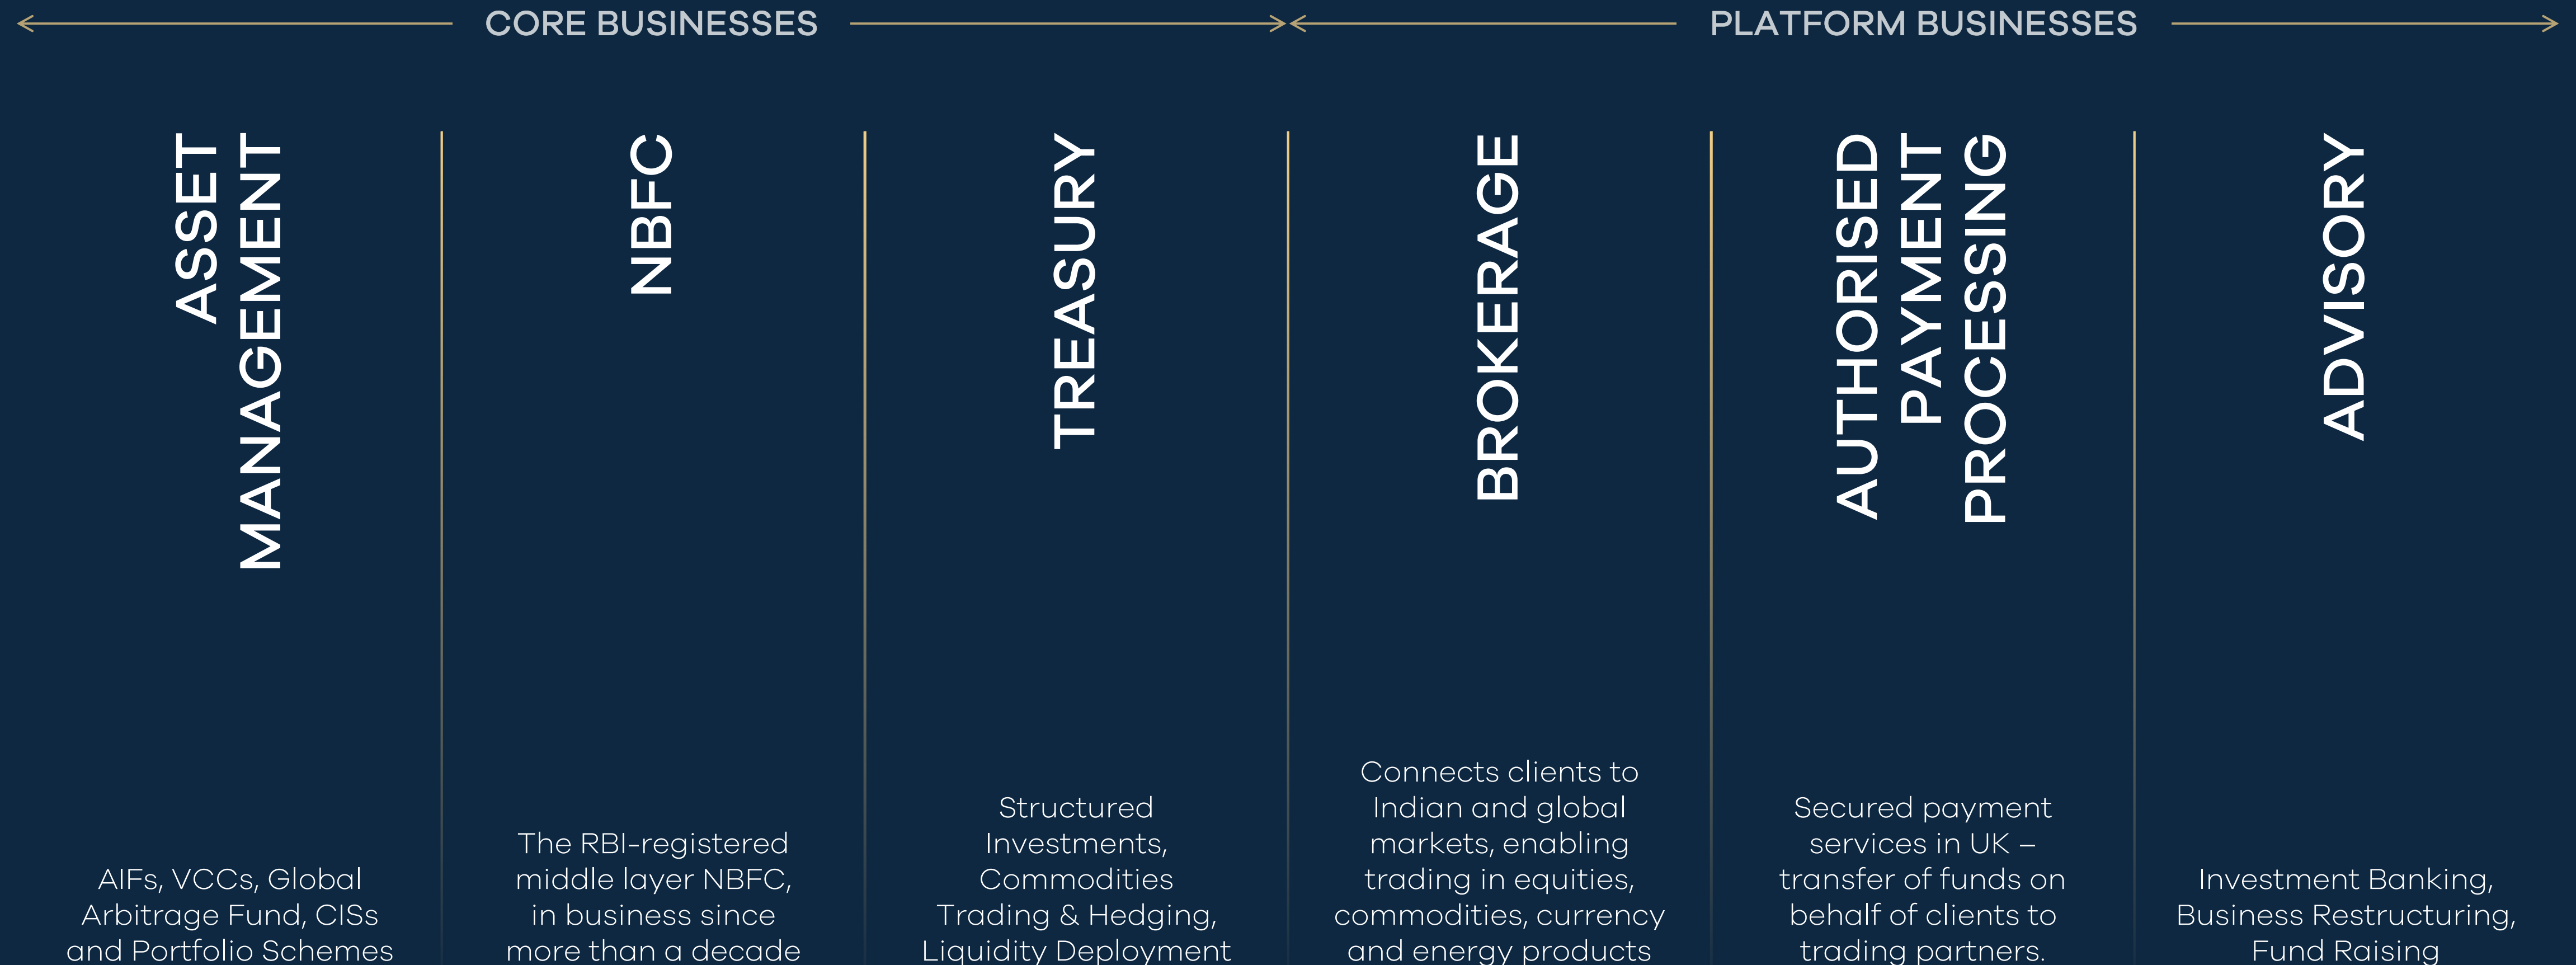 CORE BUSINESSES
PLATFORM BUSINESSES
ASSET
MANAGEMENT
AIFs, VCCs, Global
Arbitrage Fund, CISs
and Portfolio Schemes
NBFC
The RBI-registered
middle layer NBFC,
in business since
more than a decade
TREASURY
Structured
Investments,
Commodities
Trading & Hedging,
Liquidity Deployment
BROKERAGE
Connects clients to
Indian and global
markets, enabling
trading in equities,
commodities, currency
and energy products
AUTHORISED
PAYMENT
PROCESSING
Secured payment
services in UK –
transfer of funds on
behalf of clients to
trading partners.
ADVISORY
Investment Banking,
Business Restructuring,
Fund Raising